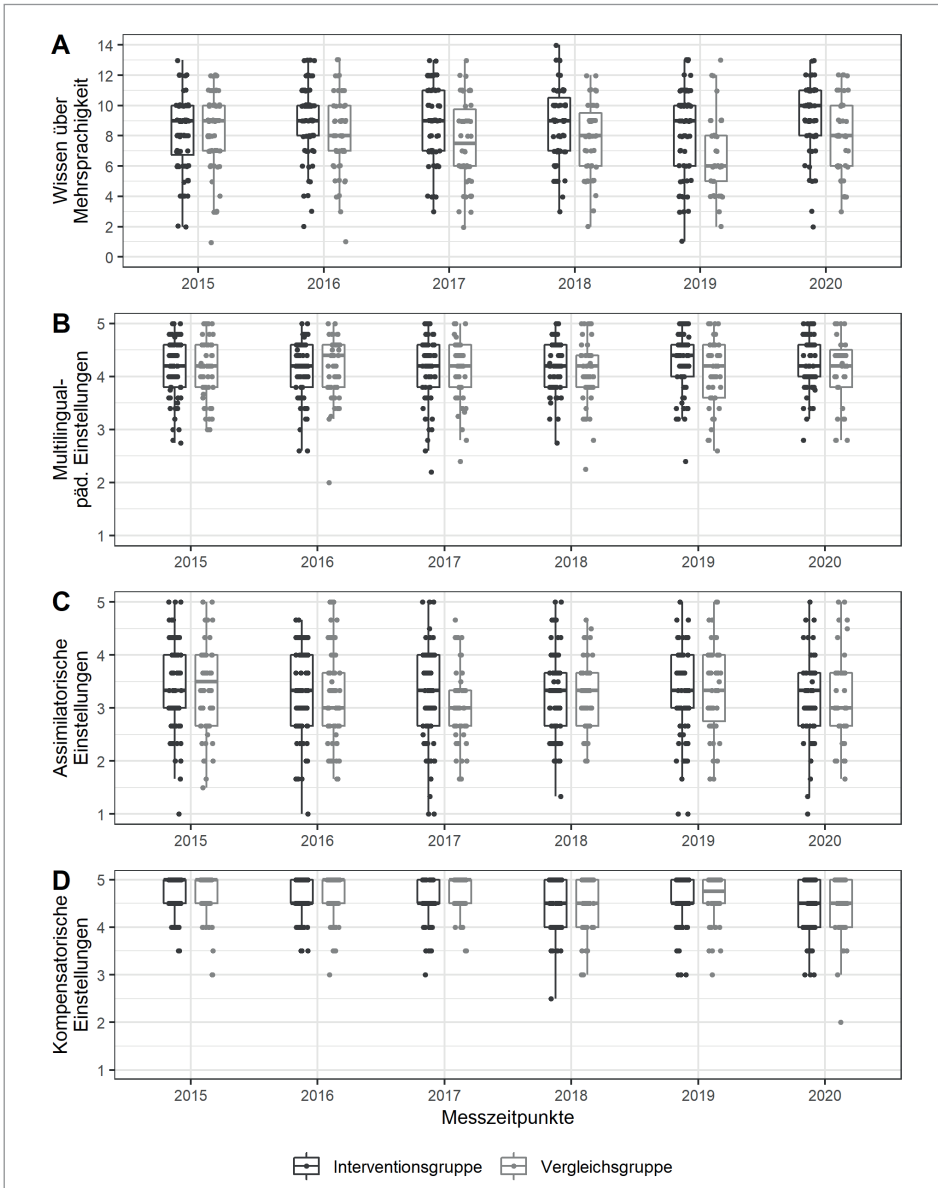 A
Wissen über
Mehrsprachigkeit
14
12
10
8
6
4
2
0
2015 2016 2017 2018 2019 2020
B
Multilingual-
päd. Einstellungen
5
4
3
2
1
2015 2016 2017 2018 2019 2020
C
Assimilatorische
Einstellungen
5
4
3
2
1
2015 2016 2017 2018 2019 2020
D
Kompensatorische
Einstellungen
5
4
3
2
1
2015 2016 2017 2018 2019 2020
Messzeitpunkte
Interventionsgruppe Vergleichsgruppe